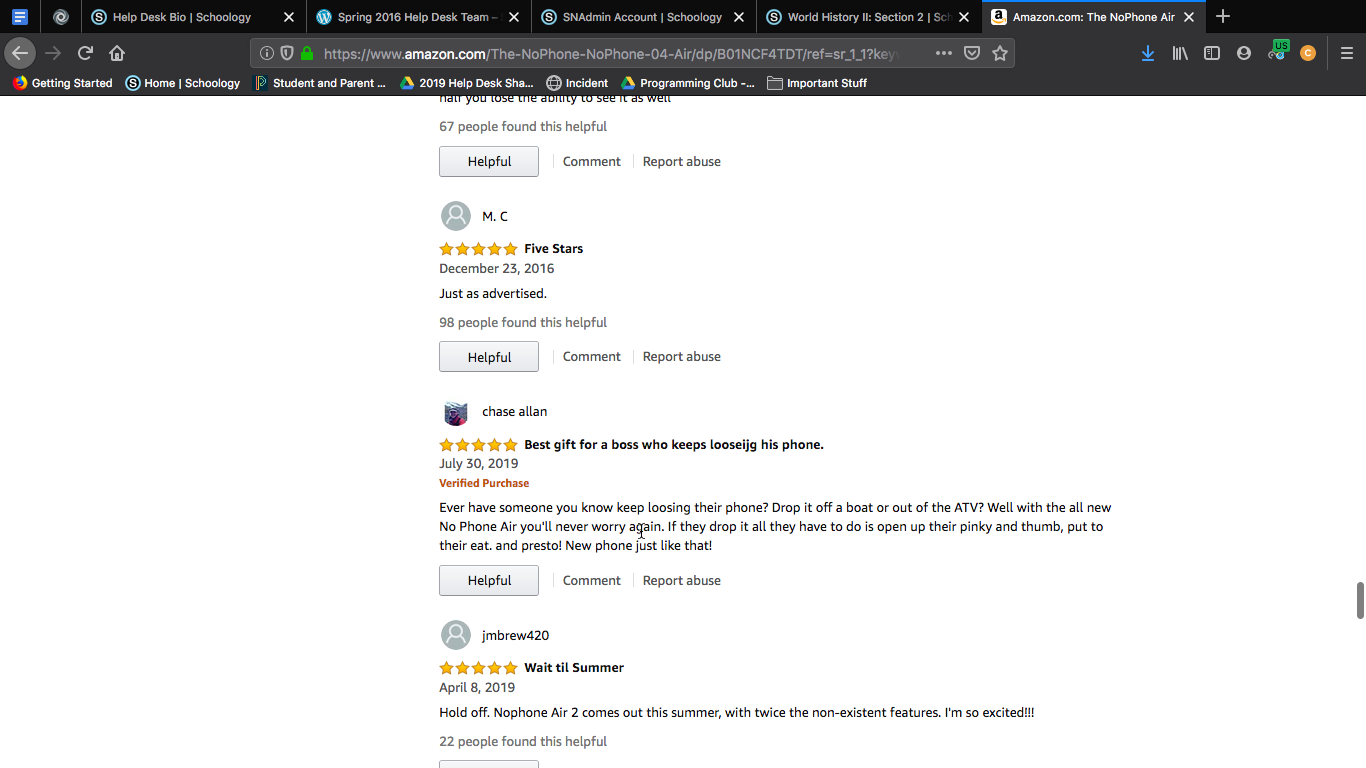 Help Desk Bio | Schoology
Spring 2016 Help Desk Team –
SNAdmin Account | Schoology
World History II: Section 2 | Sch
Amazon.com: The NoPhone Air
https://www.amazon.com/The-NoPhone-NoPhone-04-Air/dp/B01NCF4TDT/ref=sr_1_1?key
US
C
Getting Started
Home | Schoology
Student and Parent ...
2019 Help Desk Sha...
Incident
Programming Club -...
Important Stuff
half you lose the ability to see it as well
67 people found this helpful
Helpful
Comment
Report abuse
M. C
Five Stars
December 23, 2016
Just as advertised.
98 people found this helpful
Helpful
Comment
Report abuse
chase allan
Best gift for a boss who keeps looseijg his phone.
July 30, 2019
Verified Purchase
Ever have someone you know keep loosing their phone? Drop it off a boat or out of the ATV? Well with the all new
No Phone Air you'll never worry again. If they drop it all they have to do is open up their pinky and thumb, put to
their eat. and presto! New phone just like that!
Helpful
Comment
Report abuse
jmbrew420
Wait til Summer
April 8, 2019
Hold off. Nophone Air 2 comes out this summer, with twice the non-existent features. I'm so excited!!!
22 people found this helpful